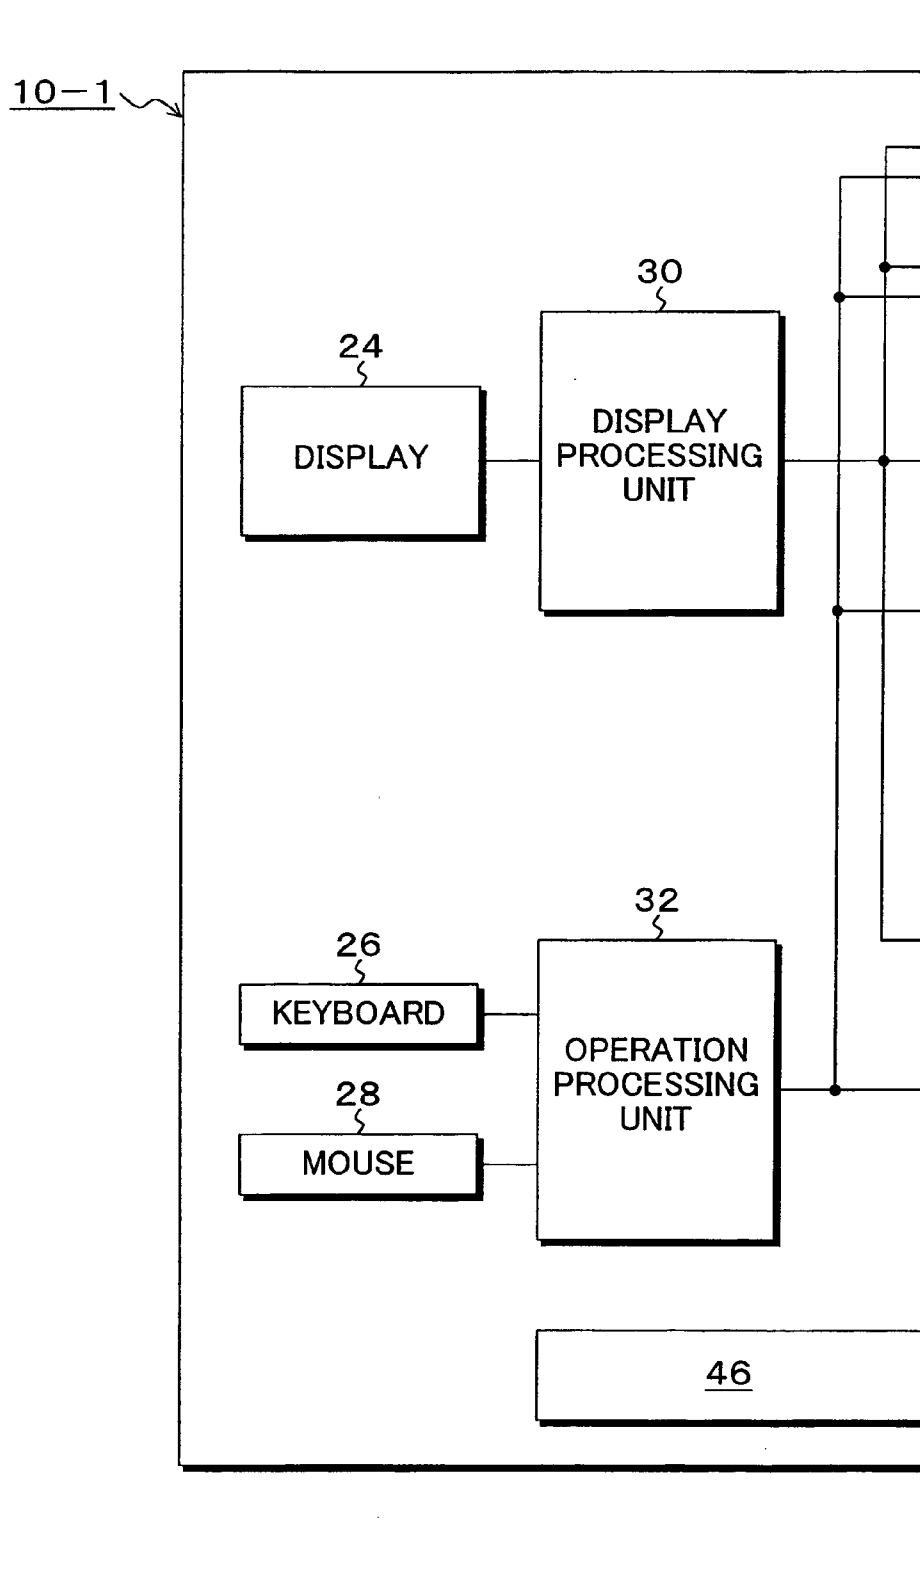 10-1
30
24
DISPLAY
DISPLAY
PROCESSING
UNIT
32
26
KEYBOARD
OPERATION
PROCESSING
UNIT
28
MOUSE
46